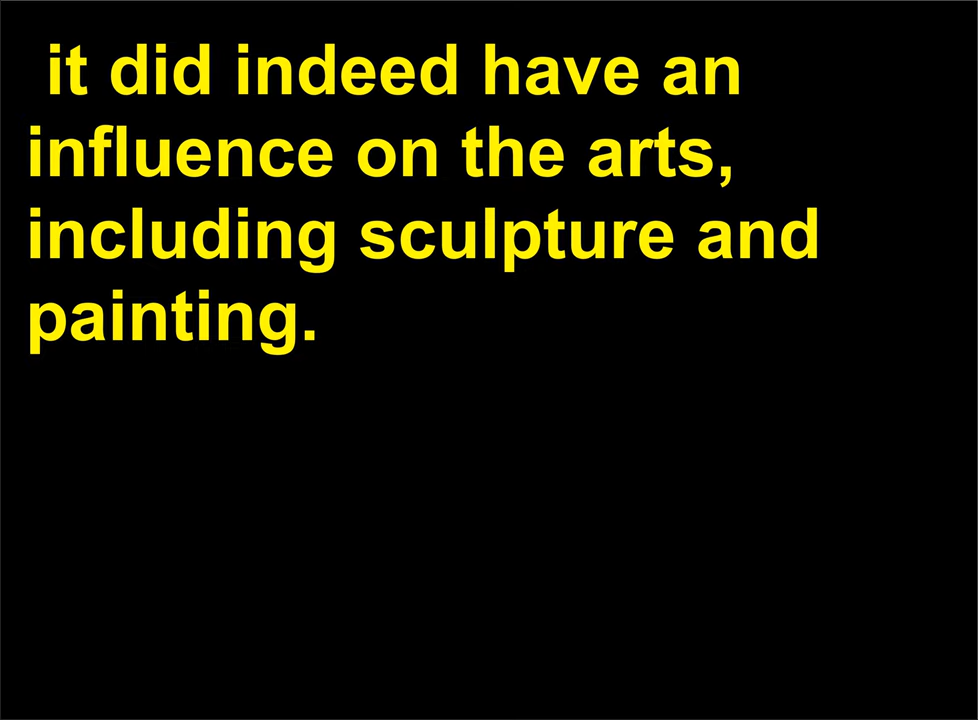 it did indeed have an
influence on the arts,
including sculpture and
painting.